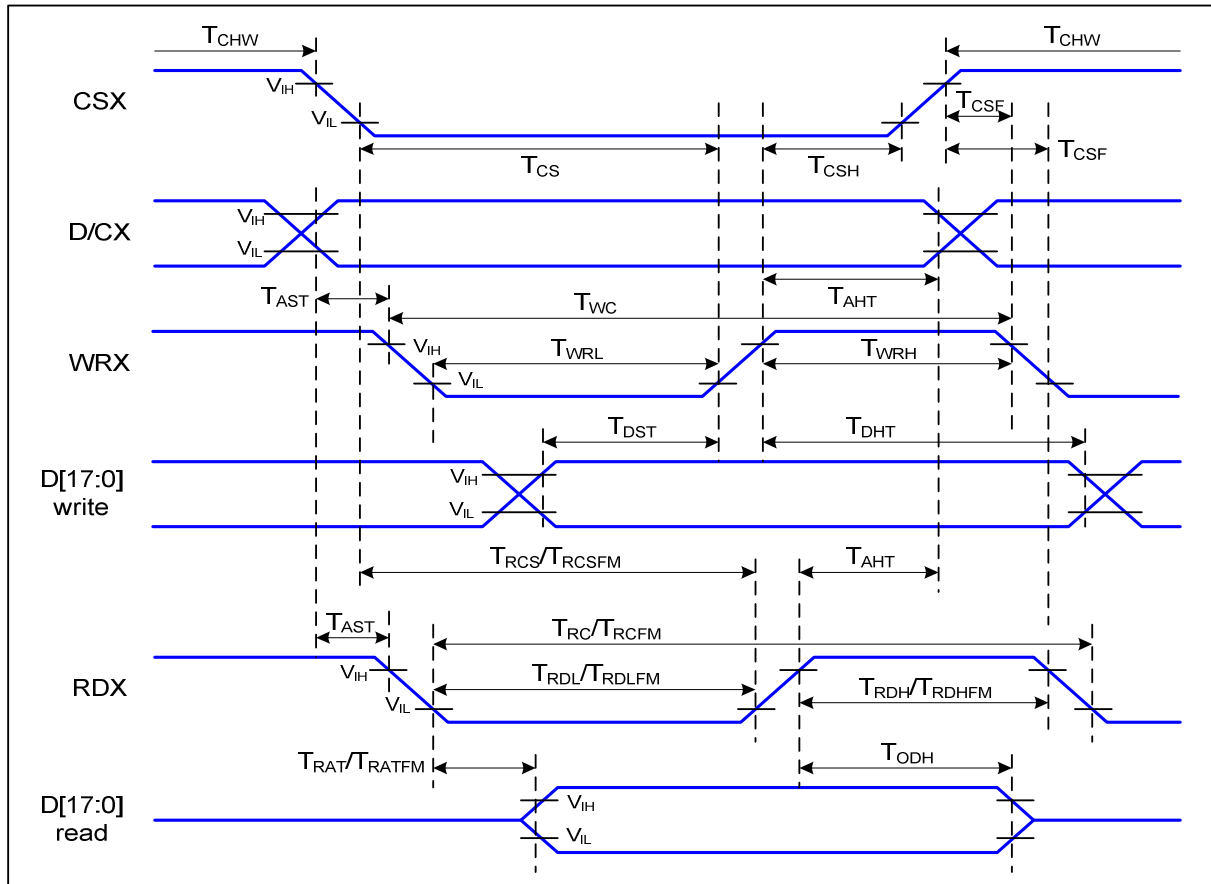 TCHW TCHW
VIH
CSX
TCSF
VIL
TCS TCSH TCSF
VIH
D/CX
VIL
TAST TWC TAHT
VIH TWRL TWRH
WRX
VIL
TDST TDHT
D[17:0]
write
VIH
VIL
TRCS/TRCSFM TAHT
TAST TRC/TRCFM
VIH
RDX
TRDL/TRDLFM TRDH/TRDHFM
VIL
TRAT/TRATFM TODH
D[17:0]
read
VIH
VIL